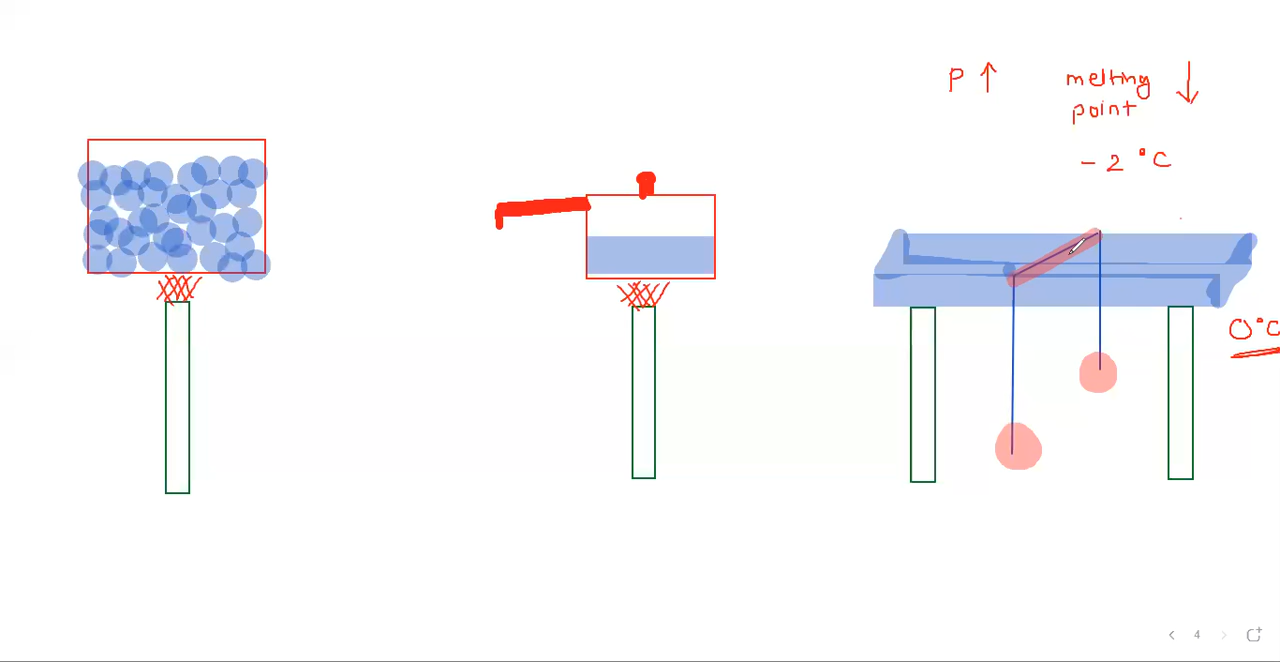 P ↑ melting ↓
point
- 2 °C
0°C
4